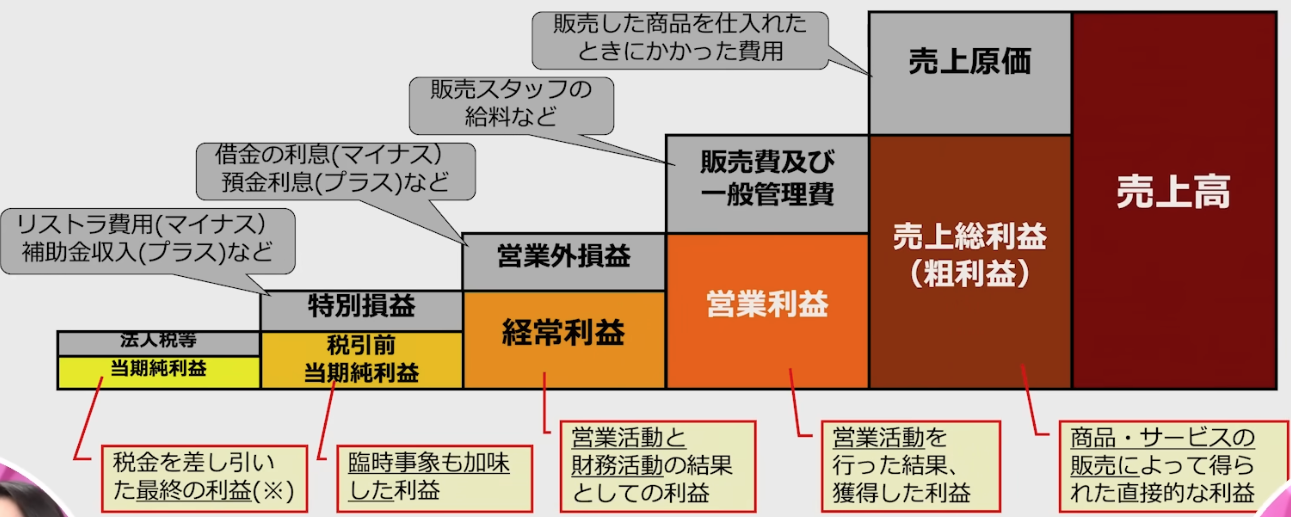 販売した商品を仕入れた
ときにかかった費用
売上原価
売上高
販売スタッフの
給料など
販売費及び
一般管理費
売上総利益
(粗利益)
借金の利息(マイナス)
預金利息(プラス)など
営業外損益
営業利益
リストラ費用(マイナス)
補助金収入(プラス)など
特別損益
経常利益
法人税等
当期純利益
税引前
当期純利益
税金を差し引い
た最終の利益(※)
臨時事象も加味
した利益
営業活動と
財務活動の結果
としての利益
営業活動を
行った結果、
獲得した利益
商品・サービスの
販売によって得ら
れた直接的な利益